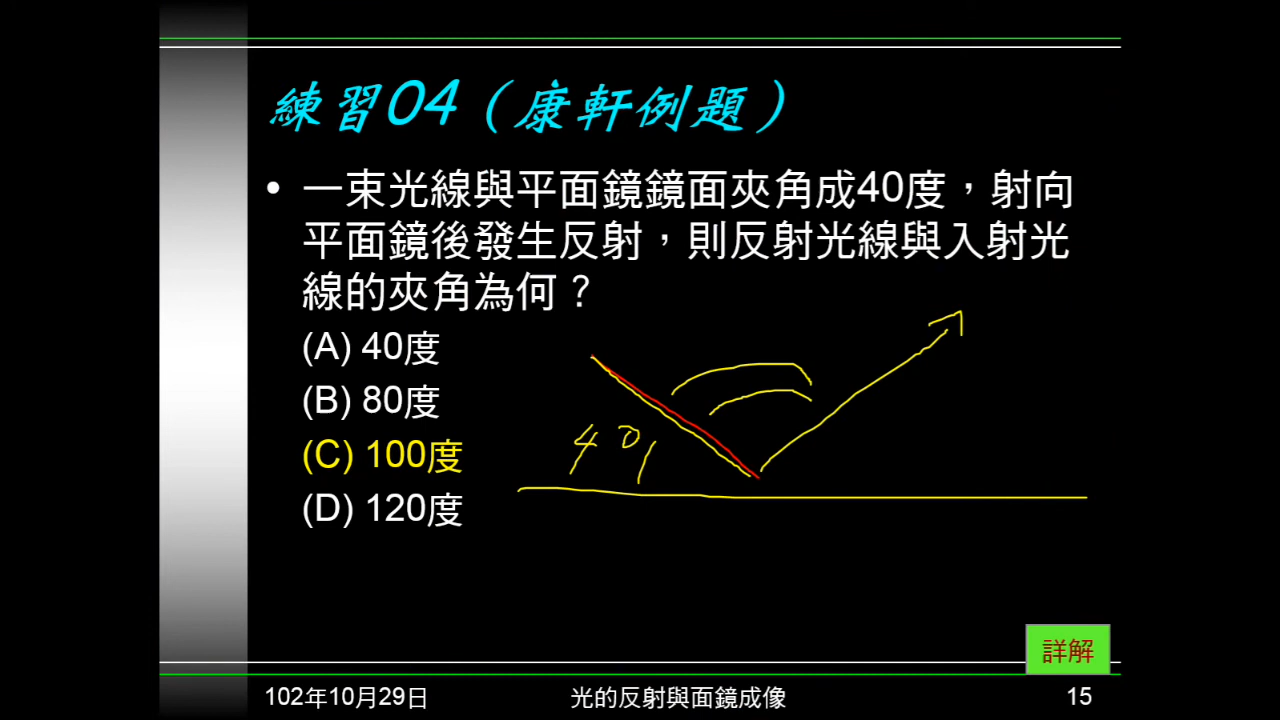 練習04（康軒例題）
• 一束光線與平面鏡鏡面夾角成40度，射向
平面鏡後發生反射，則反射光線與入射光
線的夾角為何？
(A) 40度
(B) 80度
(C) 100度
(D) 120度
40
詳解
102年10月29日
光的反射與面鏡成像
15